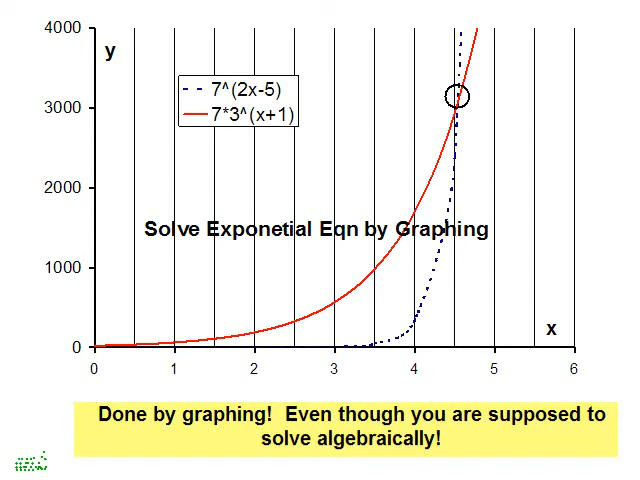 4000
y
7^(2x-5)
3000
7*3^(x+1)
2000
Solve Exponetial Eqn by Graphing
1000
x
0
0 1 2 3 4 5 6
Done by graphing! Even though you are supposed to
solve algebraically!